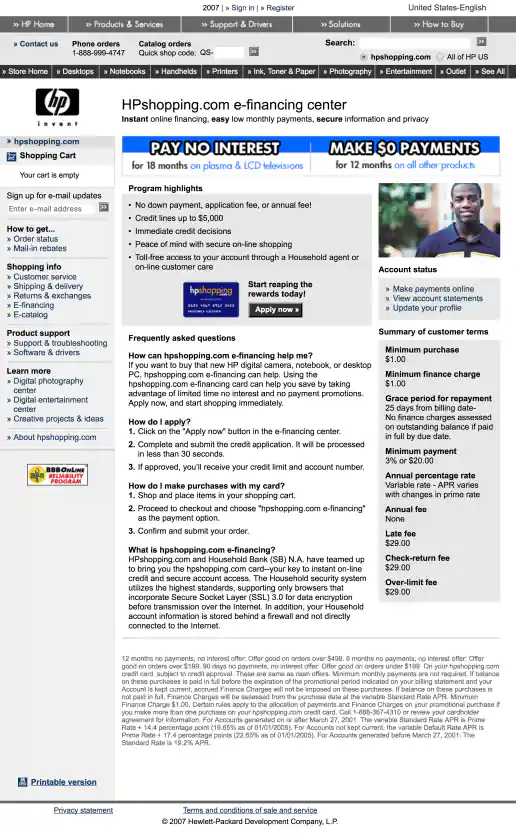 2007 | » Sign in | » Register
United States-English
» HP Home
» Products & Services
» Support & Drivers
» Solutions
» How to Buy
» Contact us
Phone orders
1-888-999-4747
Catalog orders
Quick shop code: QS-
Search:
hpshopping.com
All of HP US
» Store Home
» Desktops
» Notebooks
» Handhelds
» Printers
» Ink, Toner & Paper
» Photography
» Entertainment
» Outlet
» See All
hp
invent
» hpshopping.com
Shopping Cart
Your cart is empty
Sign up for e-mail updates
Enter e-mail address
How to get...
» Order status
» Mail-in rebates
Shopping info
» Customer service
» Shipping & delivery
» Returns & exchanges
» E-financing
» E-catalog
Product support
» Support & troubleshooting
» Software & drivers
Learn more
» Digital photography
center
» Digital entertainment
center
» Creative projects & ideas
» About hpshopping.com
BBBONLINE
RELIABILITY
PROGRAM
HPshopping.com e-financing center
Instant online financing, easy low monthly payments, secure information and privacy
PAY NO INTEREST
for 18 months on plasma & LCD televisions
MAKE $0 PAYMENTS
for 12 months on all other products
Program highlights
• No down payment, application fee, or annual fee!
• Credit lines up to $5,000
• Immediate credit decisions
• Peace of mind with secure on-line shopping
• Toll-free access to your account through a Household agent or
on-line customer care
hpshopping
Start reaping the
rewards today!
Apply now »
Frequently asked questions
How can hpshopping.com e-financing help me?
If you want to buy that new HP digital camera, notebook, or desktop
PC, hpshopping.com e-financing can help. Using the
hpshopping.com e-financing card can help you save by taking
advantage of limited time no interest and no payment promotions.
Apply now, and start shopping immediately.
How do I apply?
1. Click on the "Apply now" button in the e-financing center.
2. Complete and submit the credit application. It will be processed
in less than 30 seconds.
3. If approved, you'll receive your credit limit and account number.
How do I make purchases with my card?
1. Shop and place items in your shopping cart.
2. Proceed to checkout and choose "hpshopping.com e-financing"
as the payment option.
3. Confirm and submit your order.
What is hpshopping.com e-financing?
HPshopping.com and Household Bank (SB) N.A. have teamed up
to bring you the hpshopping.com card--your key to instant on-line
credit and secure account access. The Household security system
utilizes the highest standards, supporting only browsers that
incorporate Secure Socket Layer (SSL) 3.0 for data encryption
before transmission over the Internet. In addition, your Household
account information is stored behind a firewall and not directly
connected to the Internet.
Account status
» Make payments online
» View account statements
» Update your profile
Summary of customer terms
Minimum purchase
$1.00
Minimum finance charge
$1.00
Grace period for repayment
25 days from billing date-
No finance charges assessed
on outstanding balance if paid
in full by due date.
Minimum payment
3% or $20.00
Annual percentage rate
Variable rate - APR varies
with changes in prime rate
Annual fee
None
Late fee
$29.00
Check-return fee
$29.00
Over-limit fee
$29.00
12 months no payments, no interest offer: Offer good on orders over $499. 6 months no payments, no interest offer: Offer
good on orders over $199. 90 days no payments, no interest offer: Offer good on orders under $199. On your hpshopping.com
credit card, subject to credit approval. These are same as cash offers. Minimum monthly payments are not required. If balance
on these purchases is paid in full before the expiration of the promotional period indicated on your billing statement and your
Account is kept current, accrued Finance Charges will not be imposed on these purchases. If balance on these purchases is
not paid in full, Finance Charges will be assessed from the purchase date at the variable Standard Rate APR. Minimum
Finance Charge $1.00. Certain rules apply to the allocation of payments and Finance Charges on your promotional purchase if
you make more than one purchase on your hpshopping.com credit card. Call 1-888-367-4310 or review your cardholder
agreement for information. For Accounts generated on or after March 27, 2001 The variable Standard Rate APR is Prime
Rate + 14.4 percentage point (19.65% as of 01/01/2005). For Accounts not kept current, the variable Default Rate APR is
Prime Rate + 17.4 percentage points (22.65% as of 01/01/2005). For Accounts generated before March 27, 2001: The
Standard Rate is 19.2% APR.
Printable version
Privacy statement
Terms and conditions of sale and service
© 2007 Hewlett-Packard Development Company, L.P.